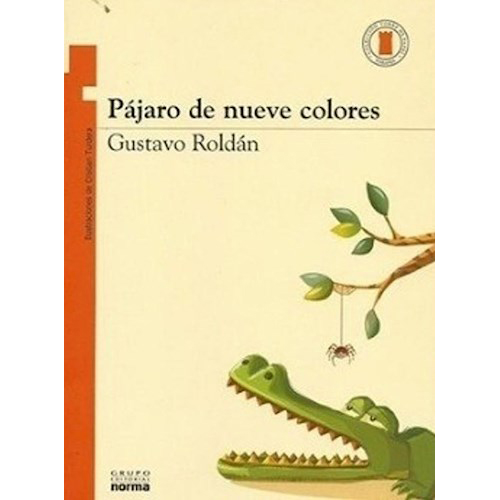 Pájaro de nueve colores
Gustavo Roldán
Ilustraciones de Cristian Turdera
GRUPO
EDITORIAL
norma